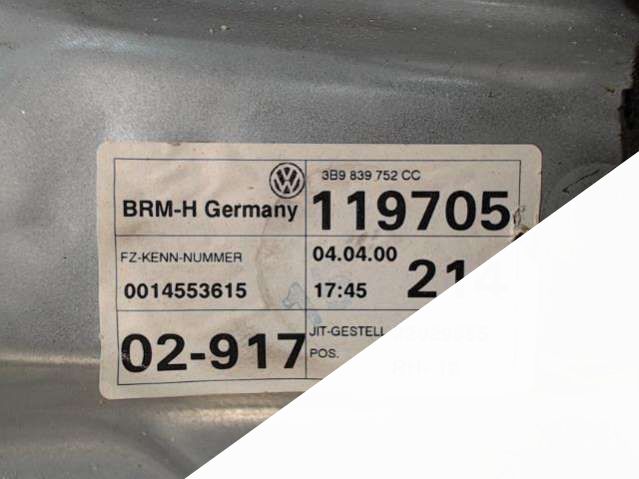 3B9 839 752 CC
BRM-H Germany
119705
FZ-KENN-NUMMER
04.04.00
0014553615
17:45
214
02-917
JIT-GESTELL
POS.